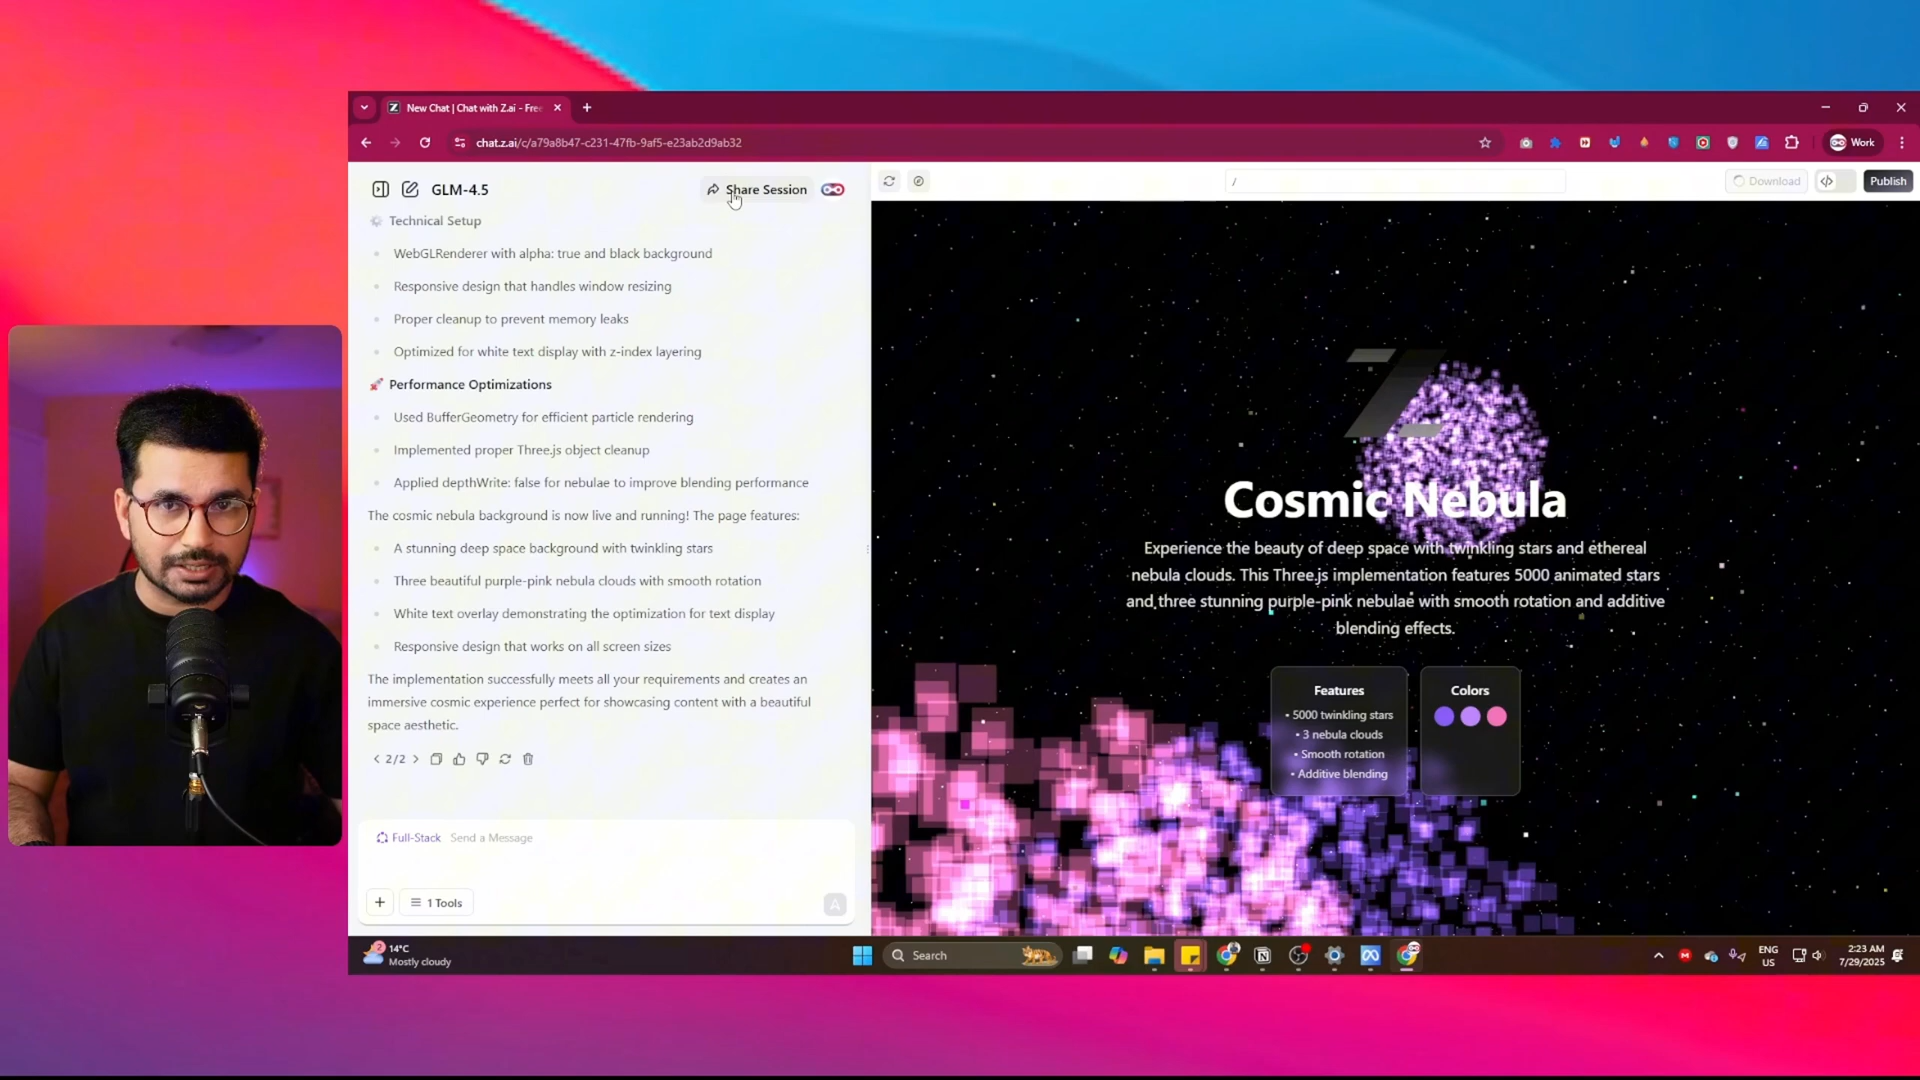 New Chat | Chat with Z.ai - Free
chat.z.ai/c/a79a8b47-c231-47fb-9af5-e23ab2d9ab32
Work
GLM-4.5
Share Session
/
Download
Publish
Technical Setup
WebGLRenderer with alpha: true and black background
Responsive design that handles window resizing
Proper cleanup to prevent memory leaks
Optimized for white text display with z-index layering
🚀 Performance Optimizations
Used BufferGeometry for efficient particle rendering
Implemented proper Three.js object cleanup
Applied depthWrite: false for nebulae to improve blending performance
The cosmic nebula background is now live and running! The page features:
A stunning deep space background with twinkling stars
Three beautiful purple-pink nebula clouds with smooth rotation
White text overlay demonstrating the optimization for text display
Responsive design that works on all screen sizes
The implementation successfully meets all your requirements and creates an
immersive cosmic experience perfect for showcasing content with a beautiful
space aesthetic.
2/2
Full-Stack Send a Message
1 Tools
Cosmic Nebula
Experience the beauty of deep space with twinkling stars and ethereal
nebula clouds. This Three.js implementation features 5000 animated stars
and three stunning purple-pink nebulae with smooth rotation and additive
blending effects.
Features
• 5000 twinkling stars
• 3 nebula clouds
• Smooth rotation
• Additive blending
Colors
2
14°C
Mostly cloudy
Search
ENG
US
2:23 AM
7/29/2025